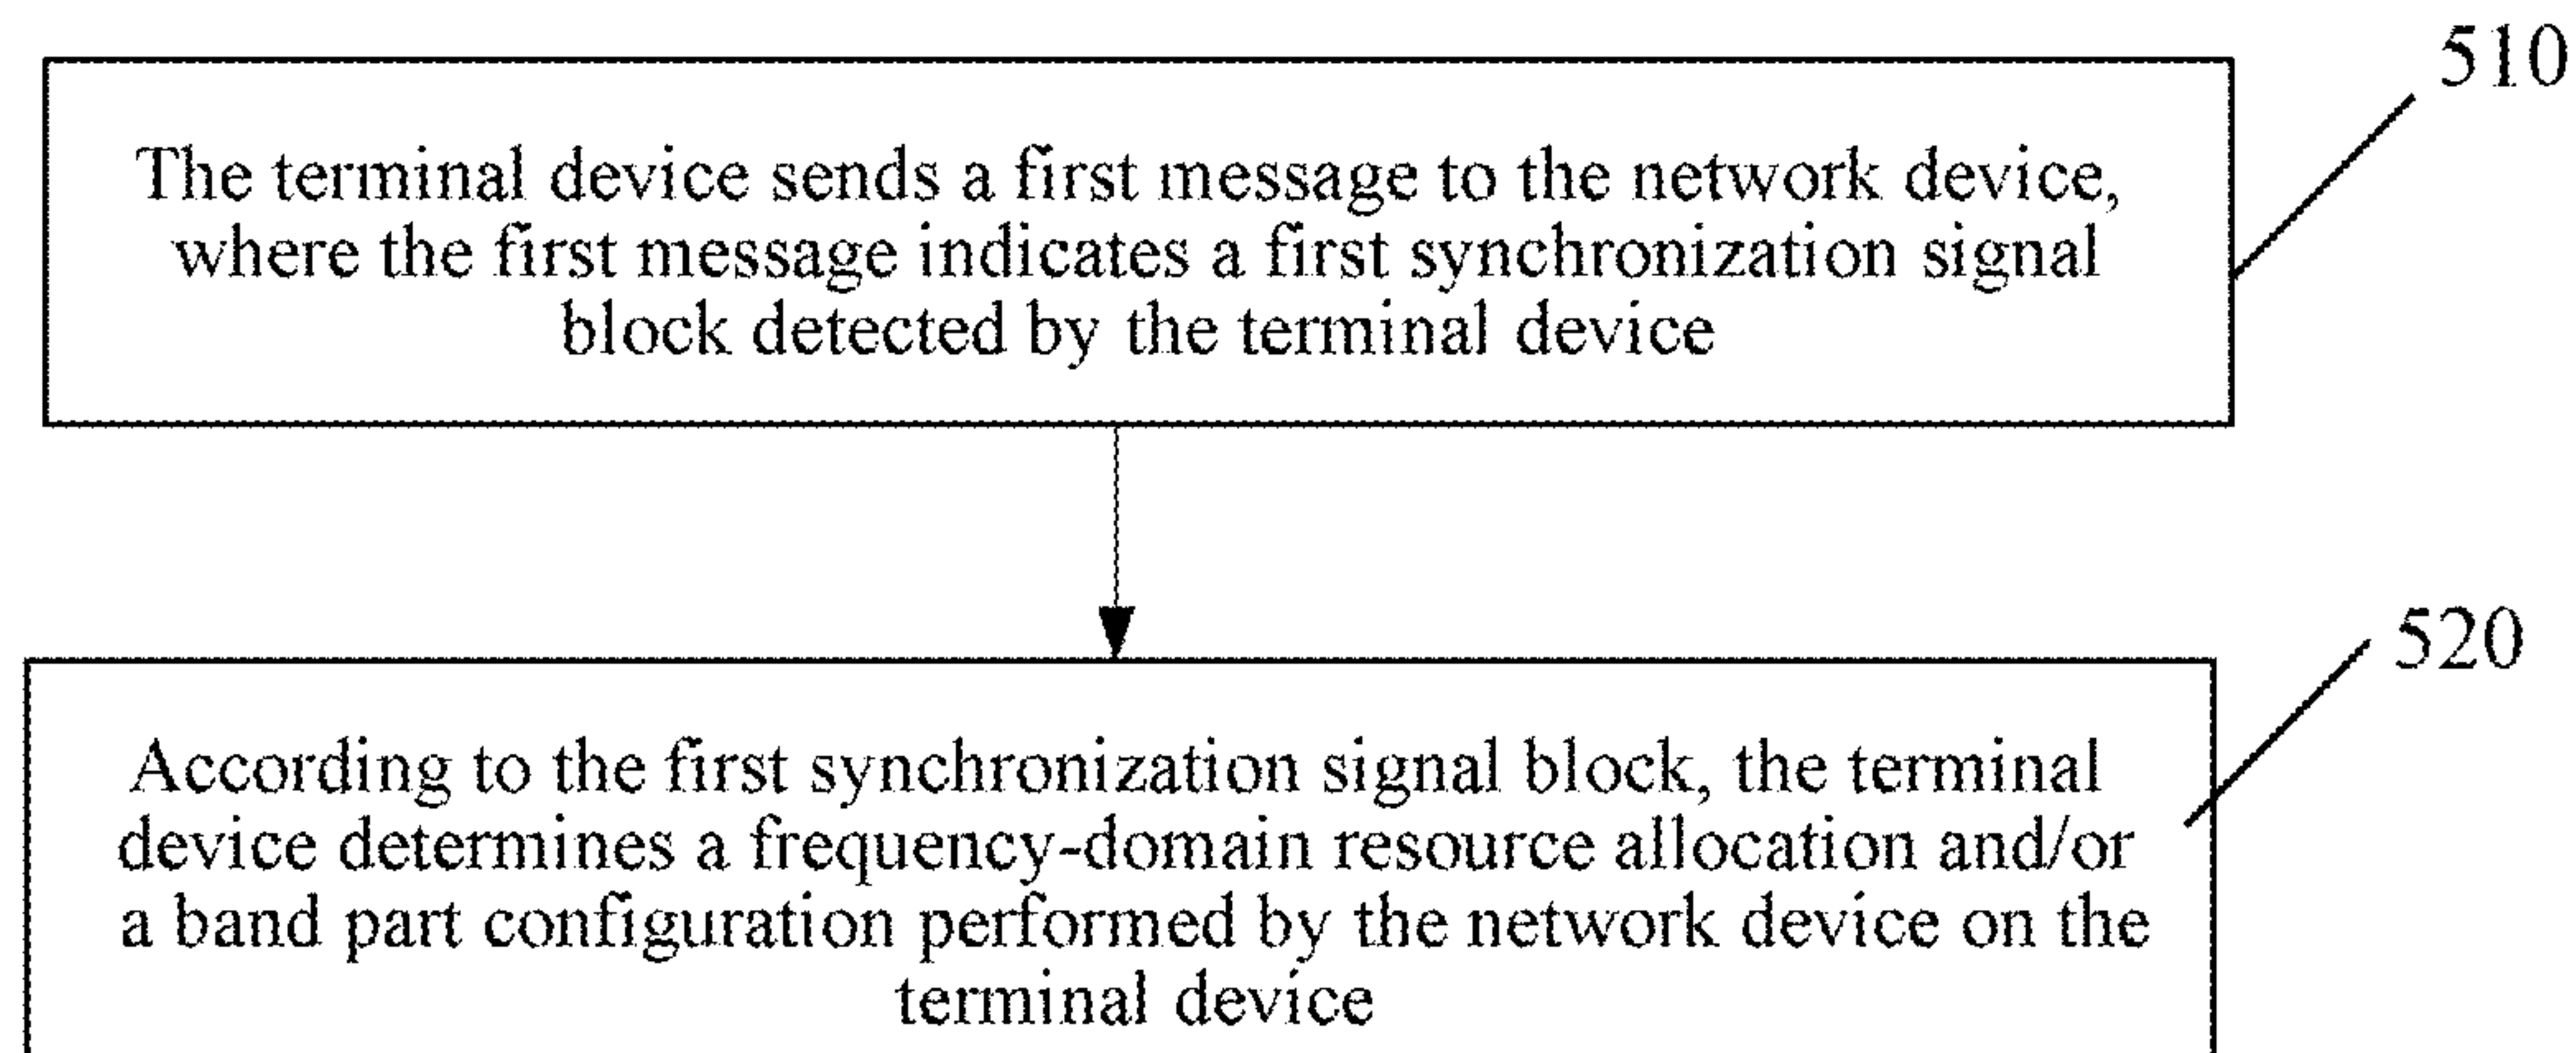 510
The terminal device sends a first message to the network device,
where the first message indicates a first synchronization signal
block detected by the terminal device
520
According to the first synchronization signal block, the terminal
device determines a frequency-domain resource allocation and/or
a band part configuration performed by the network device on the
terminal device